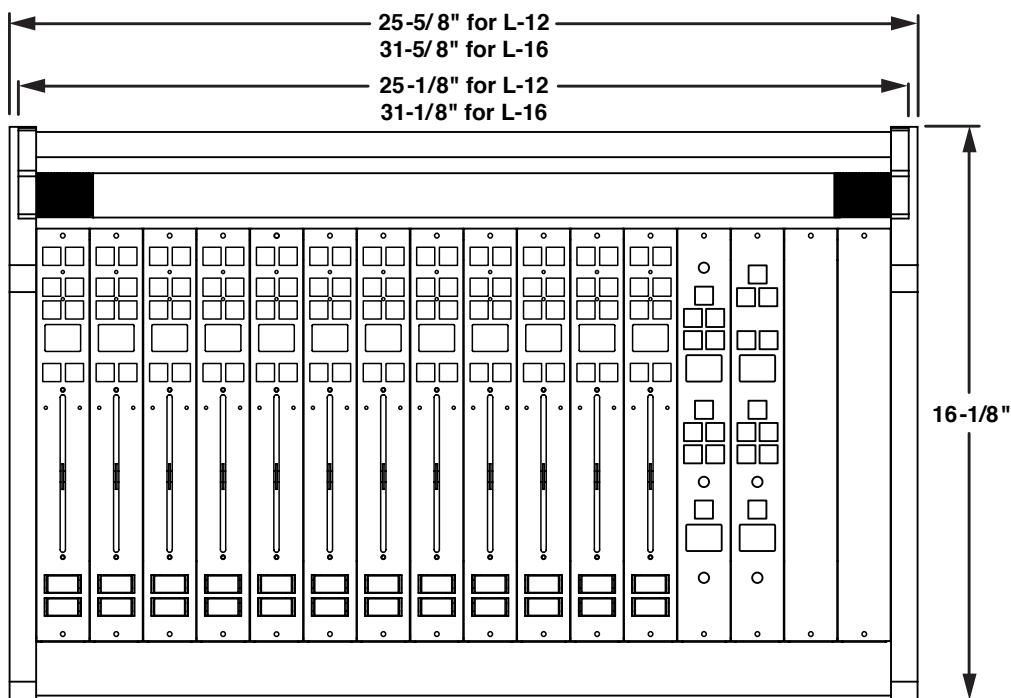 25-5/8" for L-12
31-5/8" for L-16
25-1/8" for L-12
31-1/8" for L-16
16-1/8"